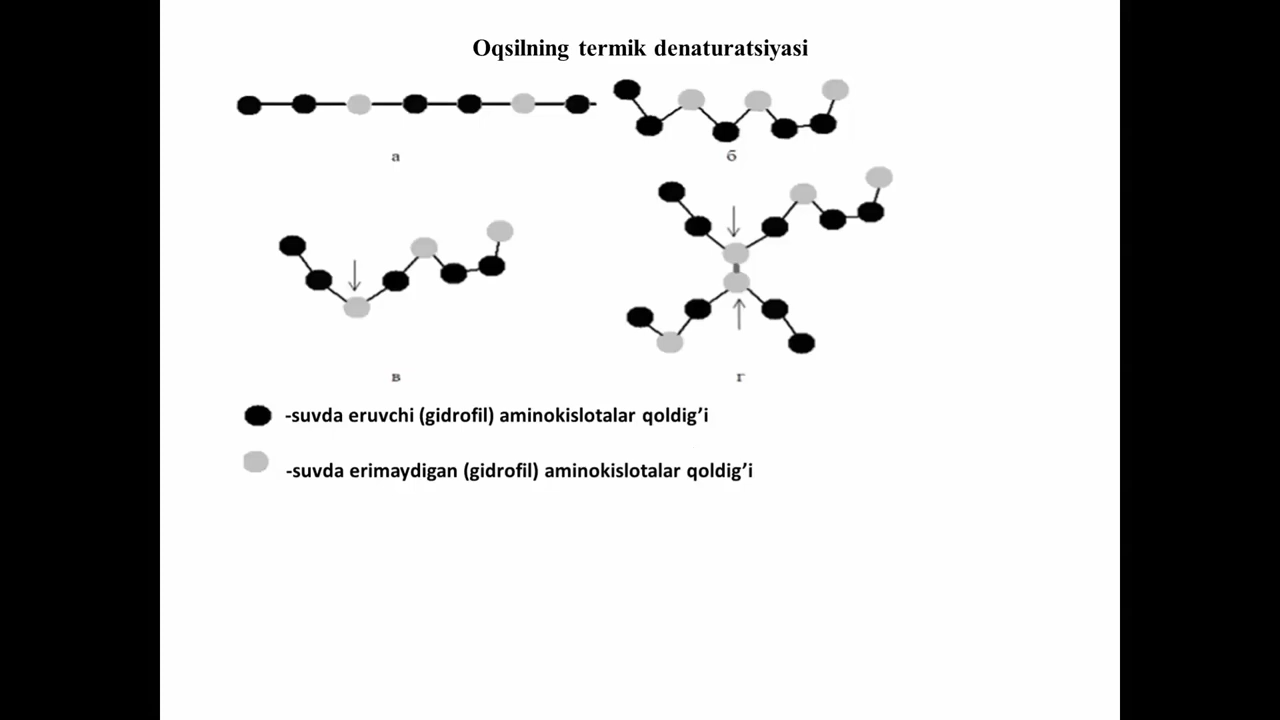 Oqsilning termik denaturatsiyasi
а
б
в
г
-suvda eruvchi (gidrofil) aminokislotalar qoldig’i
-suvda erimaydigan (gidrofil) aminokislotalar qoldig’i